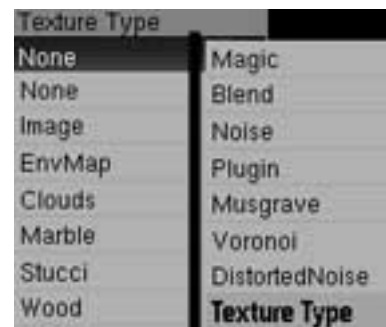 Texture Type
None
None
Image
EnvMap
Clouds
Marble
Stucci
Wood
Magic
Blend
Noise
Plugin
Musgrave
Voronoi
DistortedNoise
Texture Type